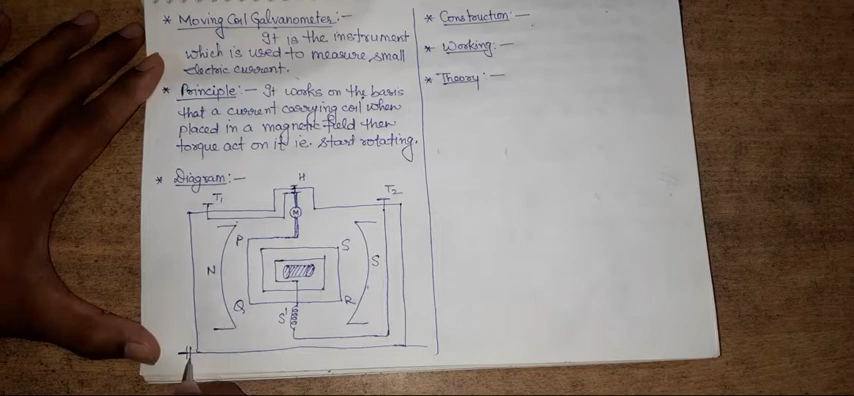 * Moving Coil Galvanometer:-
It is the instrument
which is used to measure small
electric current.
* Principle:- It works on the basis
that a current carrying coil when
placed in a magnetic field then
torque act on it ie. start rotating.
* Diagram:-
H
T1
T2
M
P
S
N
S
Q
R
S'
* Construction:-
* Working:-
* Theory:-